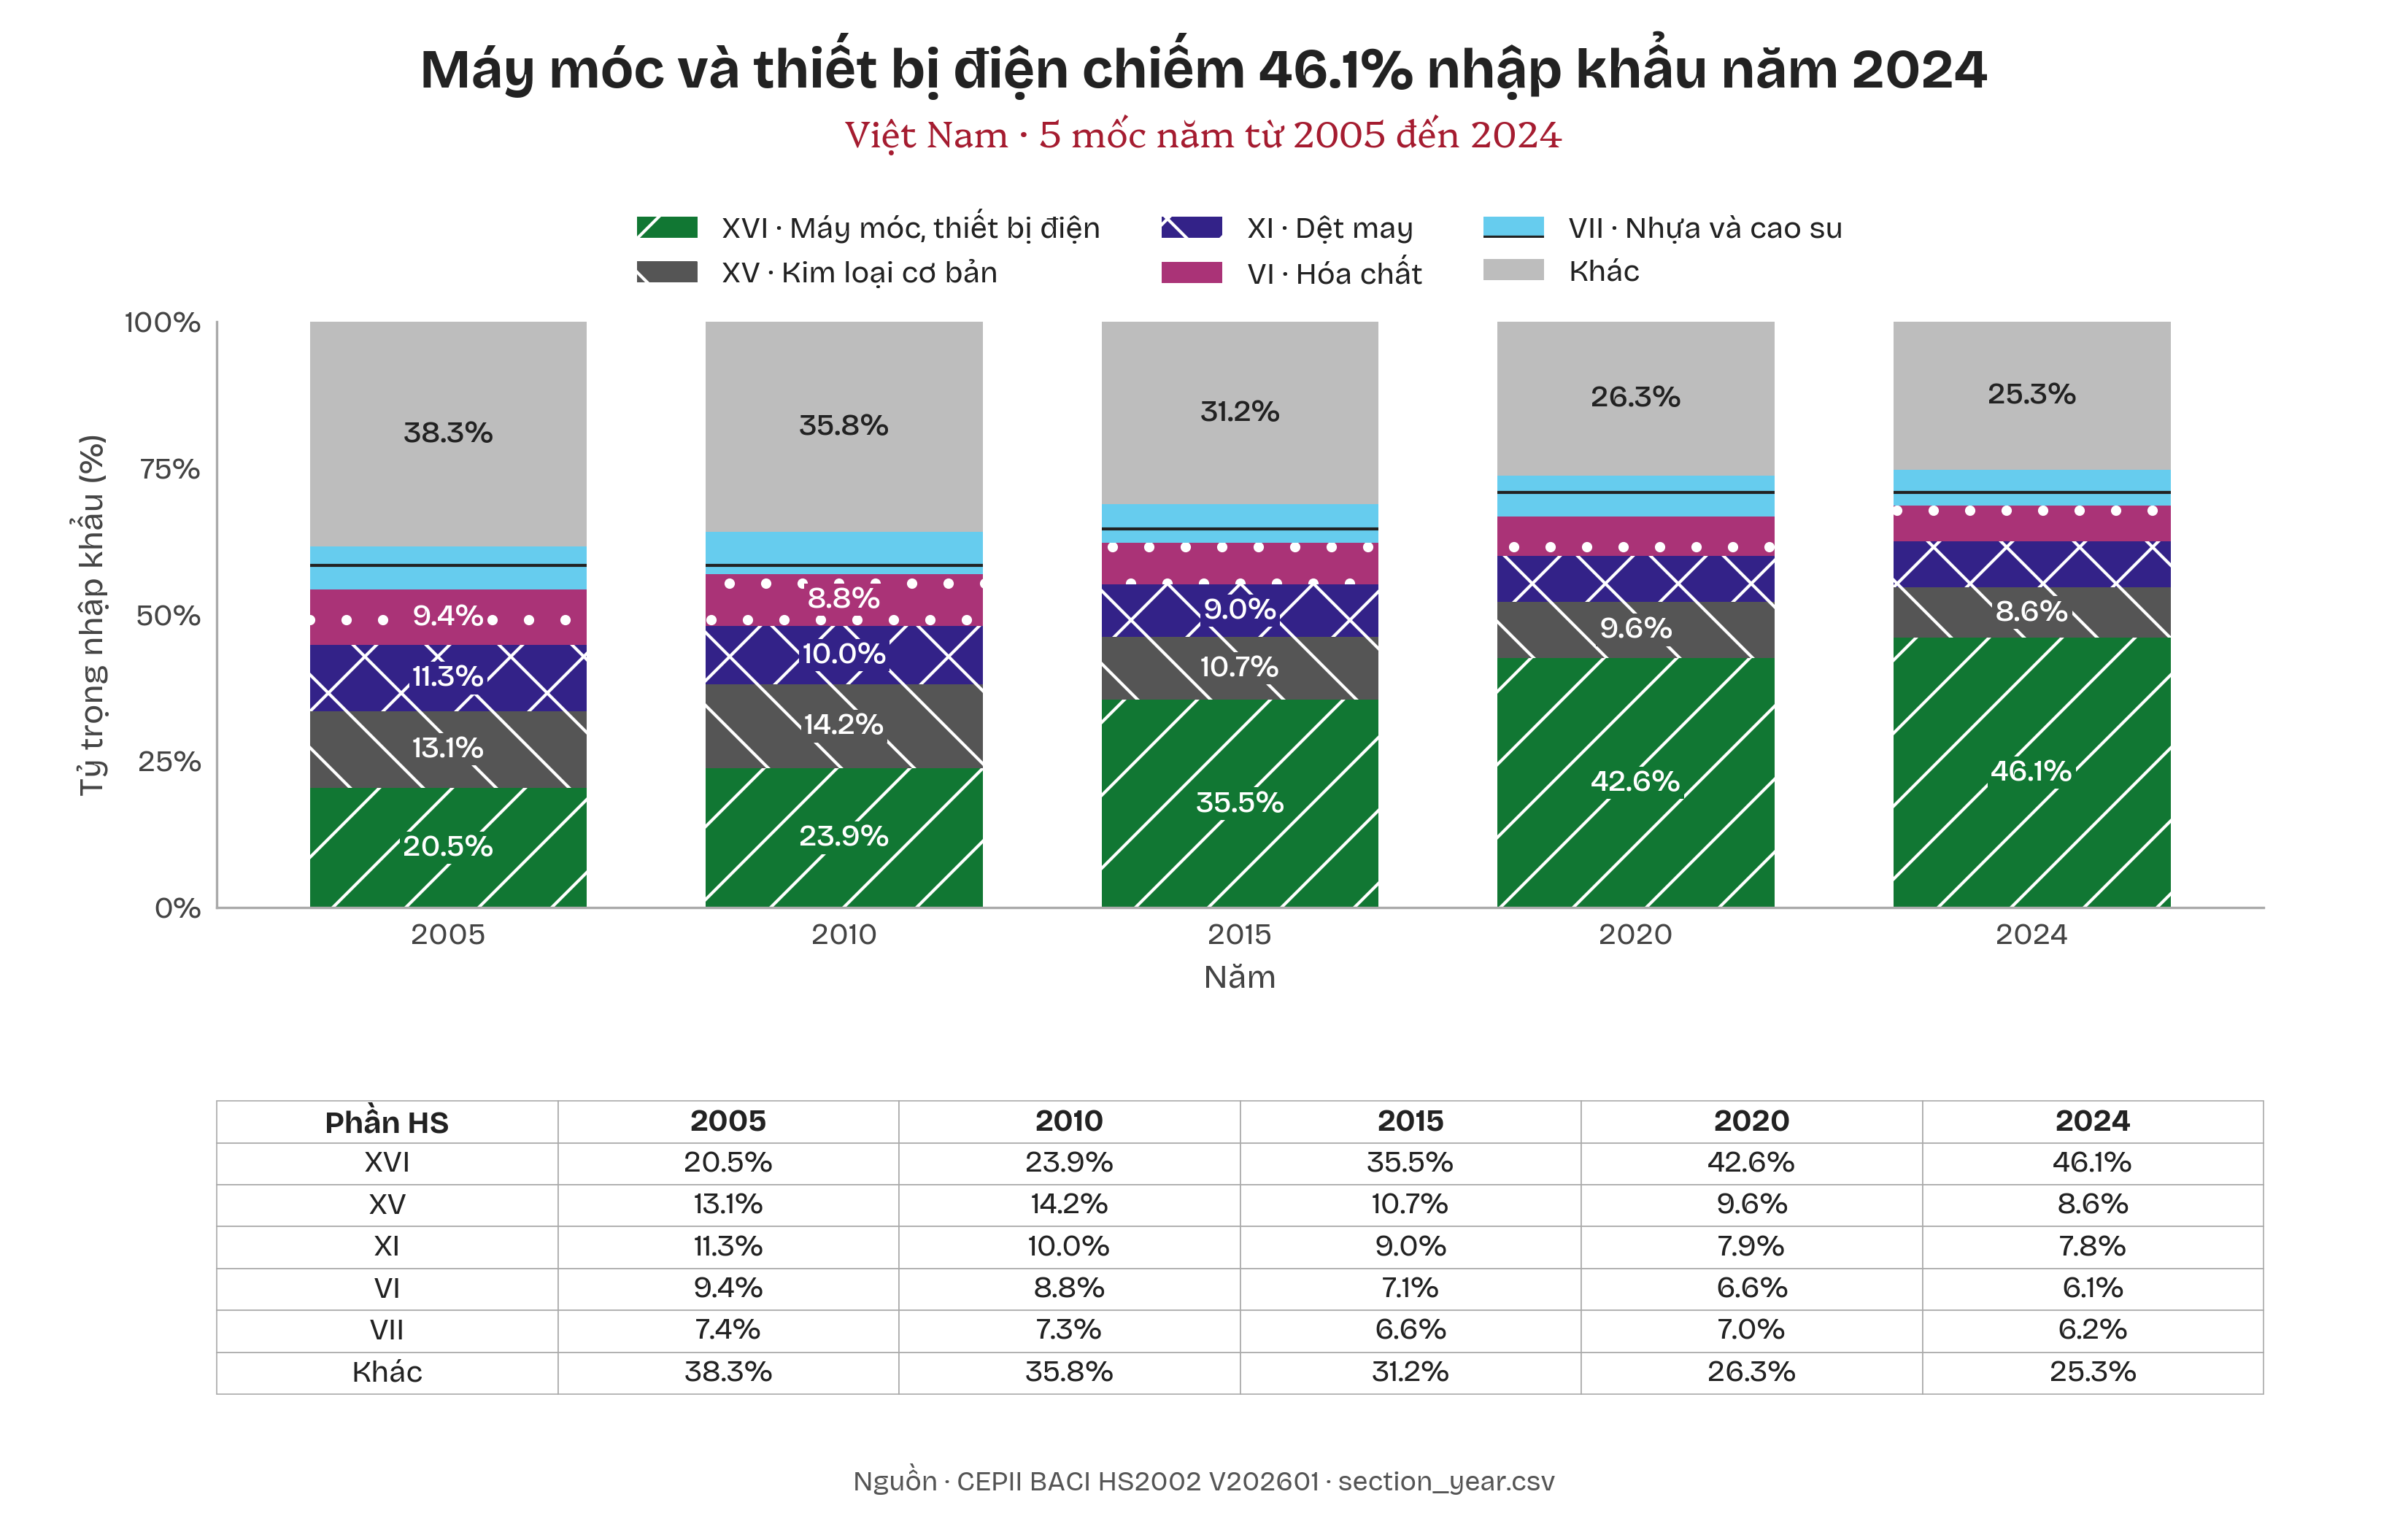 Máy móc và thiết bị điện chiếm 46.1% nhập khẩu năm 2024
Việt Nam · 5 mốc năm từ 2005 đến 2024
XVI · Máy móc, thiết bị điện
XI · Dệt may
VII · Nhựa và cao su
XV · Kim loại cơ bản
VI · Hóa chất
Khác
Tỷ trọng nhập khẩu (%)
100%
75%
50%
25%
0%
38.3%
35.8%
31.2%
26.3%
25.3%
9.4%
8.8%
11.3%
10.0%
9.0%
13.1%
14.2%
10.7%
9.6%
8.6%
20.5%
23.9%
35.5%
42.6%
46.1%
2005 2010 2015 2020 2024
Năm
Phần HS 2005 2010 2015 2020 2024
XVI 20.5% 23.9% 35.5% 42.6% 46.1%
XV 13.1% 14.2% 10.7% 9.6% 8.6%
XI 11.3% 10.0% 9.0% 7.9% 7.8%
VI 9.4% 8.8% 7.1% 6.6% 6.1%
VII 7.4% 7.3% 6.6% 7.0% 6.2%
Khác 38.3% 35.8% 31.2% 26.3% 25.3%
Nguồn · CEPII BACI HS2002 V202601 · section_year.csv